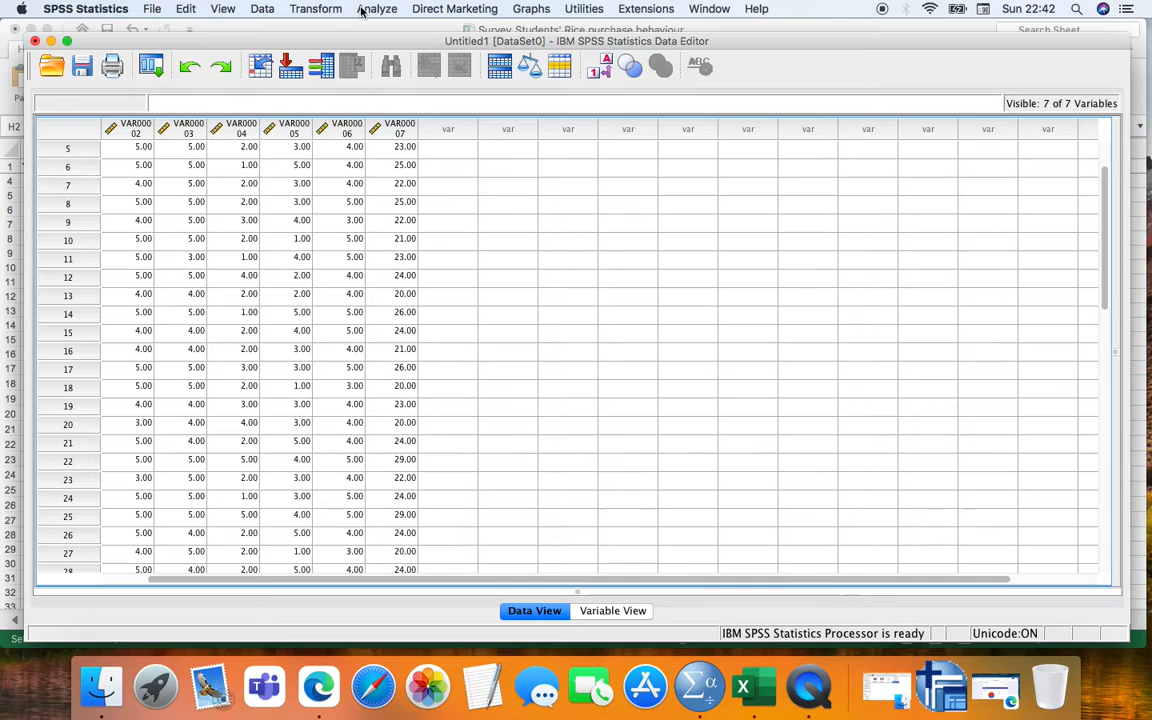 SPSS Statistics File Edit View Data Transform Analyze Direct Marketing Graphs Utilities Extensions Window Help Sun 22:42
Survey Students' Rice purchase behaviour Search Sheet
Untitled1 [DataSet0] - IBM SPSS Statistics Data Editor
Visible: 7 of 7 Variables
VAR00002 VAR00003 VAR00004 VAR00005 VAR00006 VAR00007 var var var var var var var var var var var
5 5.00 5.00 2.00 3.00 4.00 23.00
6 5.00 5.00 1.00 5.00 4.00 25.00
7 4.00 5.00 2.00 3.00 4.00 22.00
8 5.00 5.00 2.00 3.00 5.00 25.00
9 4.00 5.00 3.00 4.00 3.00 22.00
10 5.00 5.00 2.00 1.00 5.00 21.00
11 5.00 3.00 1.00 4.00 5.00 23.00
12 5.00 5.00 4.00 2.00 4.00 24.00
13 4.00 4.00 2.00 2.00 4.00 20.00
14 5.00 5.00 1.00 5.00 5.00 26.00
15 4.00 4.00 2.00 4.00 5.00 24.00
16 4.00 4.00 2.00 3.00 4.00 21.00
17 5.00 5.00 3.00 3.00 5.00 26.00
18 5.00 5.00 2.00 1.00 3.00 20.00
19 4.00 4.00 3.00 3.00 4.00 23.00
20 3.00 4.00 4.00 3.00 4.00 20.00
21 5.00 4.00 2.00 5.00 4.00 24.00
22 5.00 5.00 5.00 4.00 5.00 29.00
23 3.00 5.00 2.00 3.00 4.00 22.00
24 5.00 5.00 1.00 3.00 5.00 24.00
25 5.00 5.00 5.00 4.00 5.00 29.00
26 5.00 4.00 2.00 5.00 4.00 24.00
27 4.00 5.00 2.00 1.00 3.00 20.00
28 5.00 4.00 2.00 5.00 4.00 24.00
Data View Variable View
IBM SPSS Statistics Processor is ready Unicode:ON